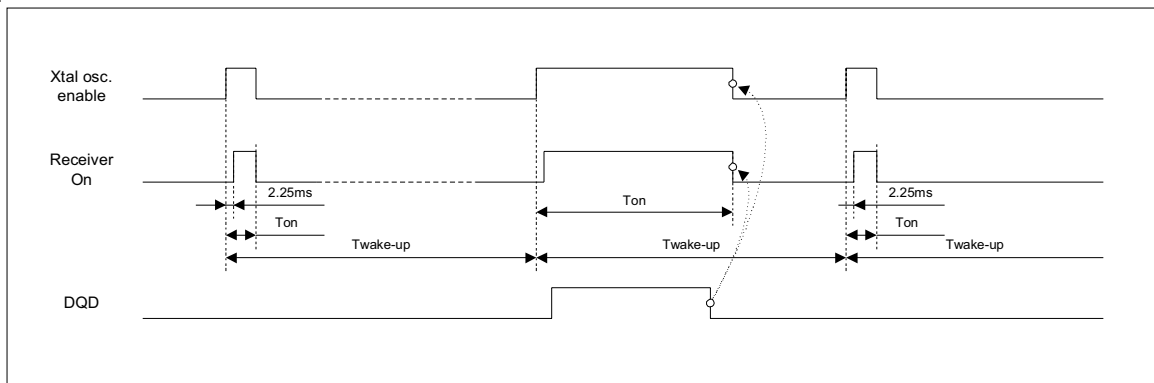 Xtal osc.
enable
Receiver
On
2.25ms
Ton
2.25ms
Ton
Ton
Twake-up
Twake-up
Twake-up
DQD